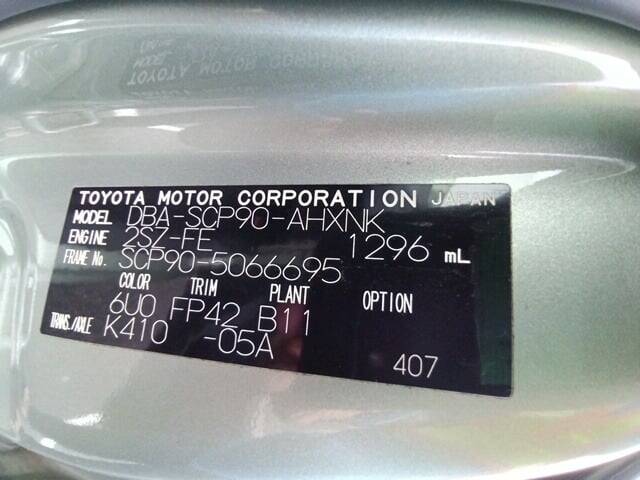 TOYOTA MOTOR CORPORATION JAPAN
MODEL DBA-SCP90-AHXNK
ENGINE 2SZ-FE 1296 mL
FRAME No. SCP90-5066695
COLOR TRIM PLANT OPTION
6U0 FP42 B11
TRANS./AXLE K410 -05A
407